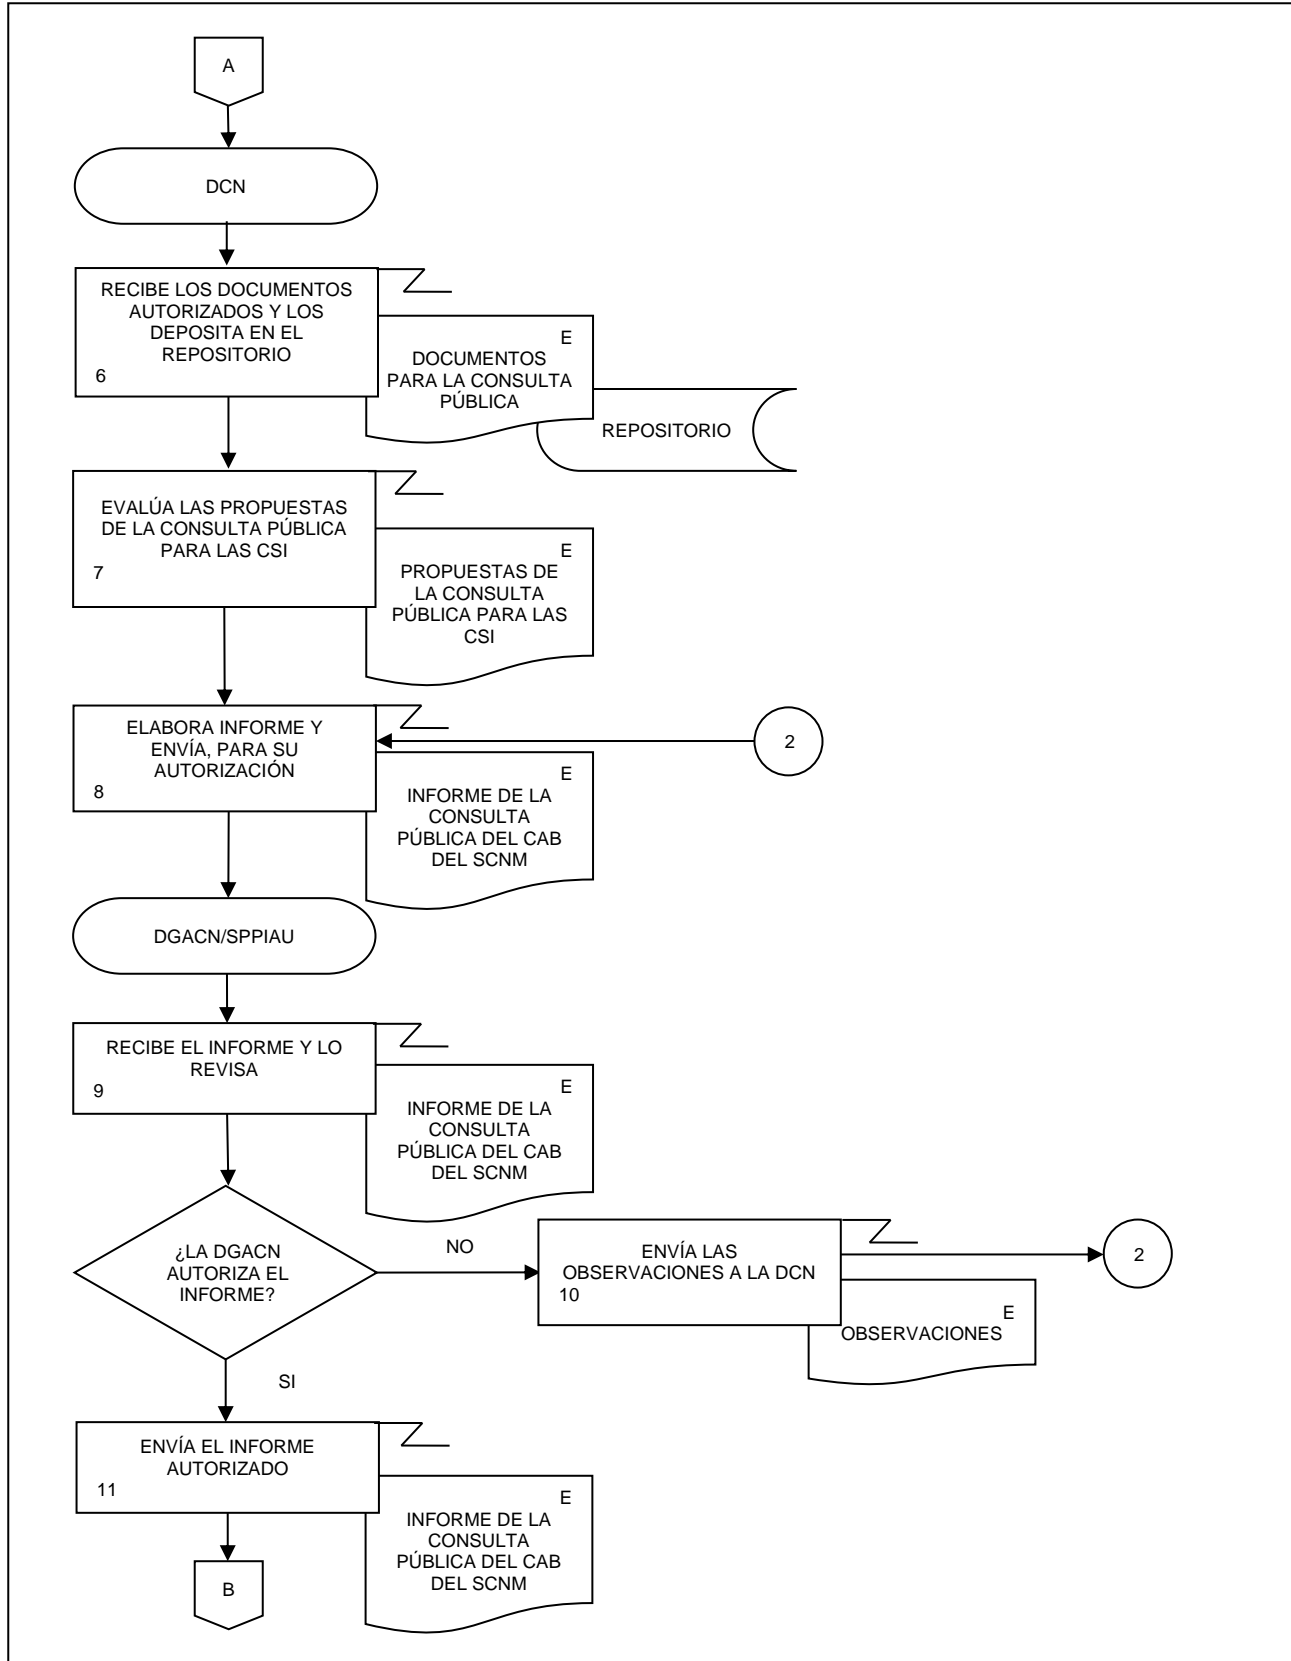 A
DCN
RECIBE LOS DOCUMENTOS
AUTORIZADOS Y LOS
DEPOSITA EN EL
REPOSITORIO
6
E
DOCUMENTOS
PARA LA CONSULTA
PÚBLICA
REPOSITORIO
EVALÚA LAS PROPUESTAS
DE LA CONSULTA PÚBLICA
PARA LAS CSI
7
E
PROPUESTAS DE
LA CONSULTA
PÚBLICA PARA LAS
CSI
ELABORA INFORME Y
ENVÍA, PARA SU
AUTORIZACIÓN
8
2
E
INFORME DE LA
CONSULTA
PÚBLICA DEL CAB
DEL SCNM
DGACN/SPPIAU
RECIBE EL INFORME Y LO
REVISA
9
E
INFORME DE LA
CONSULTA
PÚBLICA DEL CAB
DEL SCNM
¿LA DGACN
AUTORIZA EL
INFORME?
NO
ENVÍA LAS
OBSERVACIONES A LA DCN
10
2
E
OBSERVACIONES
SI
ENVÍA EL INFORME
AUTORIZADO
11
E
INFORME DE LA
CONSULTA
PÚBLICA DEL CAB
DEL SCNM
B